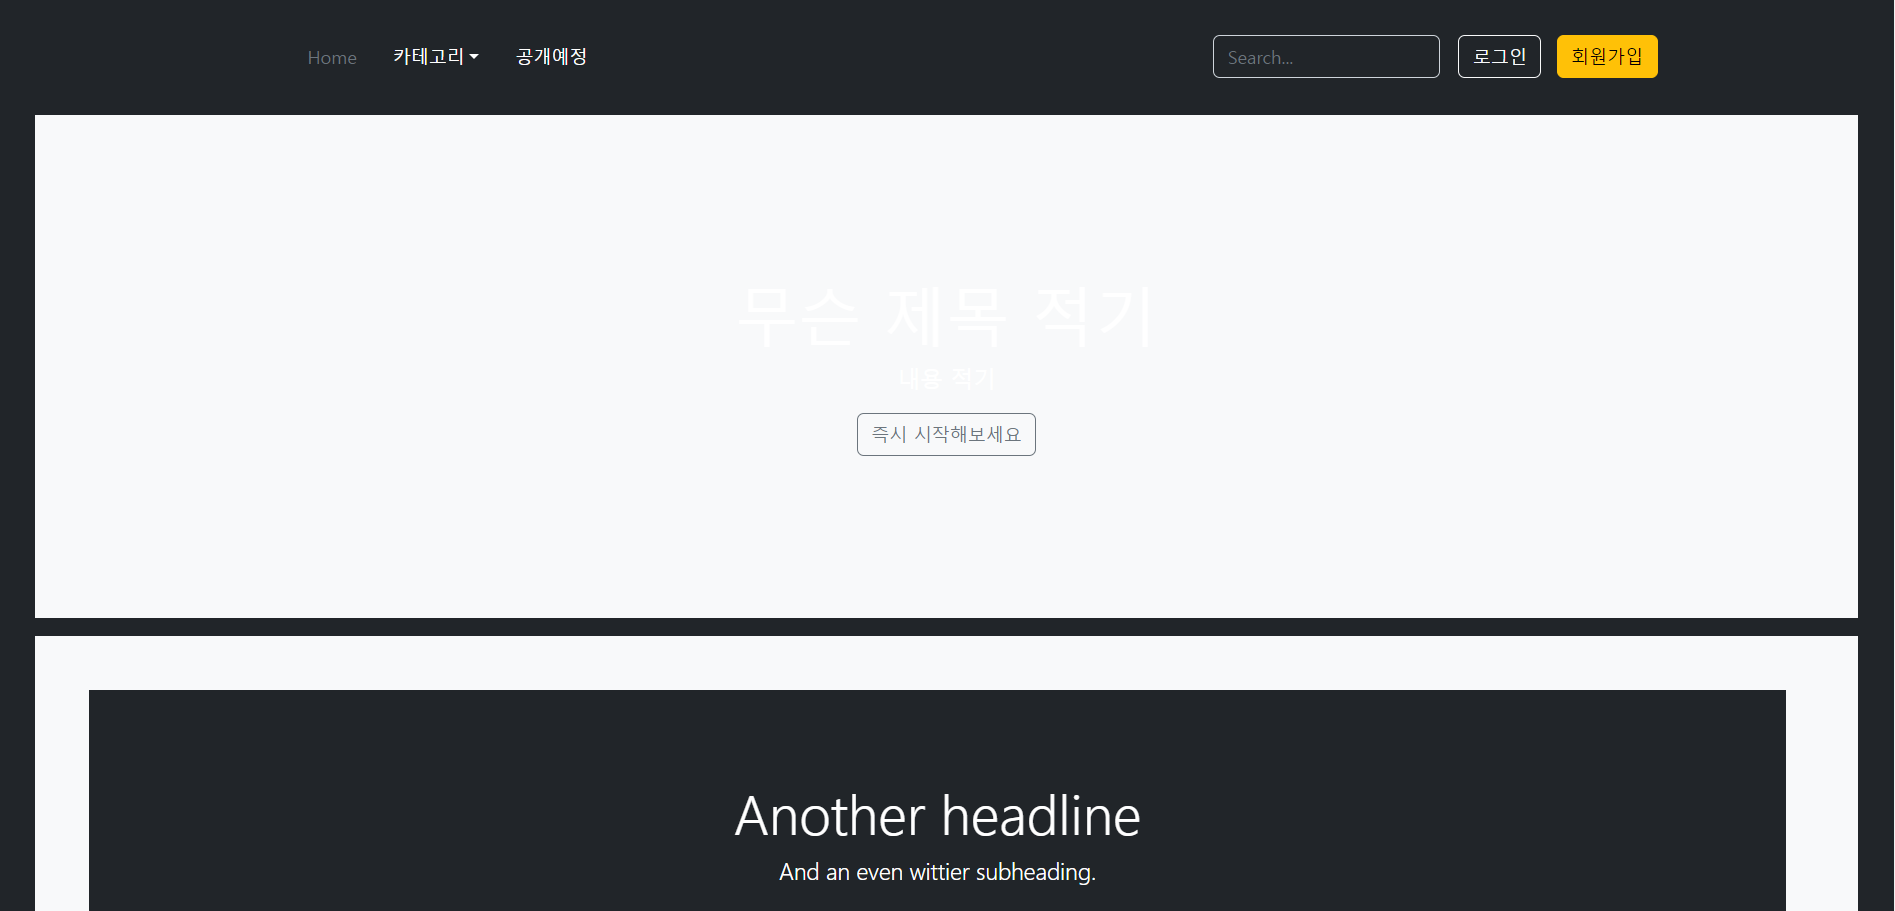 Home 카테고리 공개예정 Search... 로그인 회원가입
무슨 제목 적기
내용 적기
즉시 시작해보세요
Another headline
And an even wittier subheading.